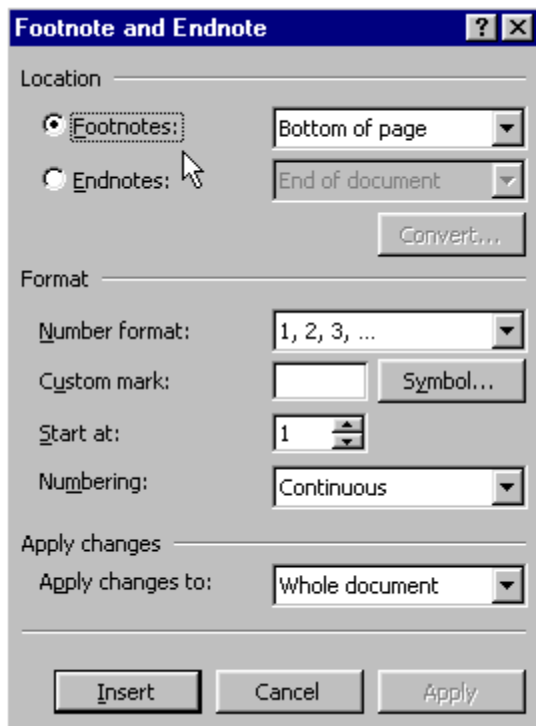 Footnote and Endnote
Location
Footnotes: Bottom of page
Endnotes: End of document
Convert...
Format
Number format: 1, 2, 3, ...
Custom mark: Symbol...
Start at: 1
Numbering: Continuous
Apply changes
Apply changes to: Whole document
Insert Cancel Apply